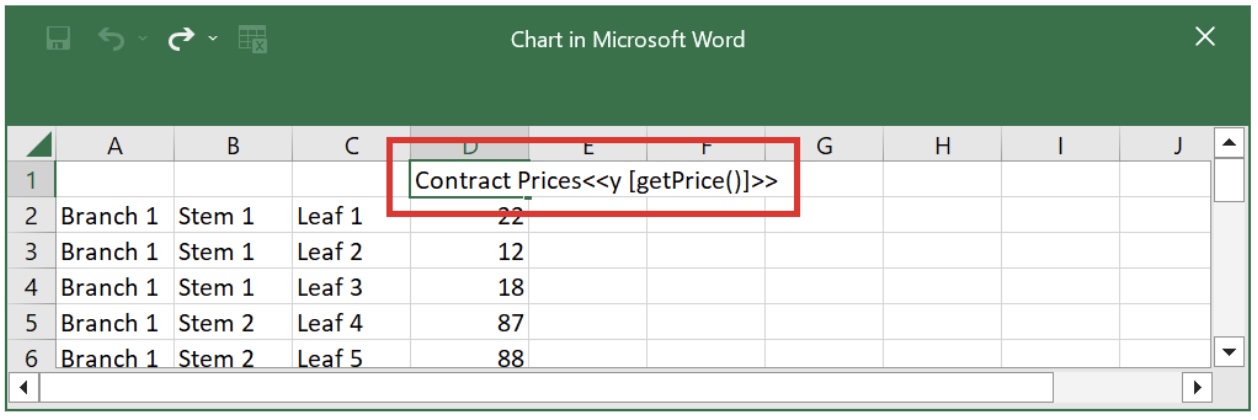 Chart in Microsoft Word
A B C D E F G H I J
1 Contract Prices<<y [getPrice()]>>
2 Branch 1 Stem 1 Leaf 1 22
3 Branch 1 Stem 1 Leaf 2 12
4 Branch 1 Stem 1 Leaf 3 18
5 Branch 1 Stem 2 Leaf 4 87
6 Branch 1 Stem 2 Leaf 5 88